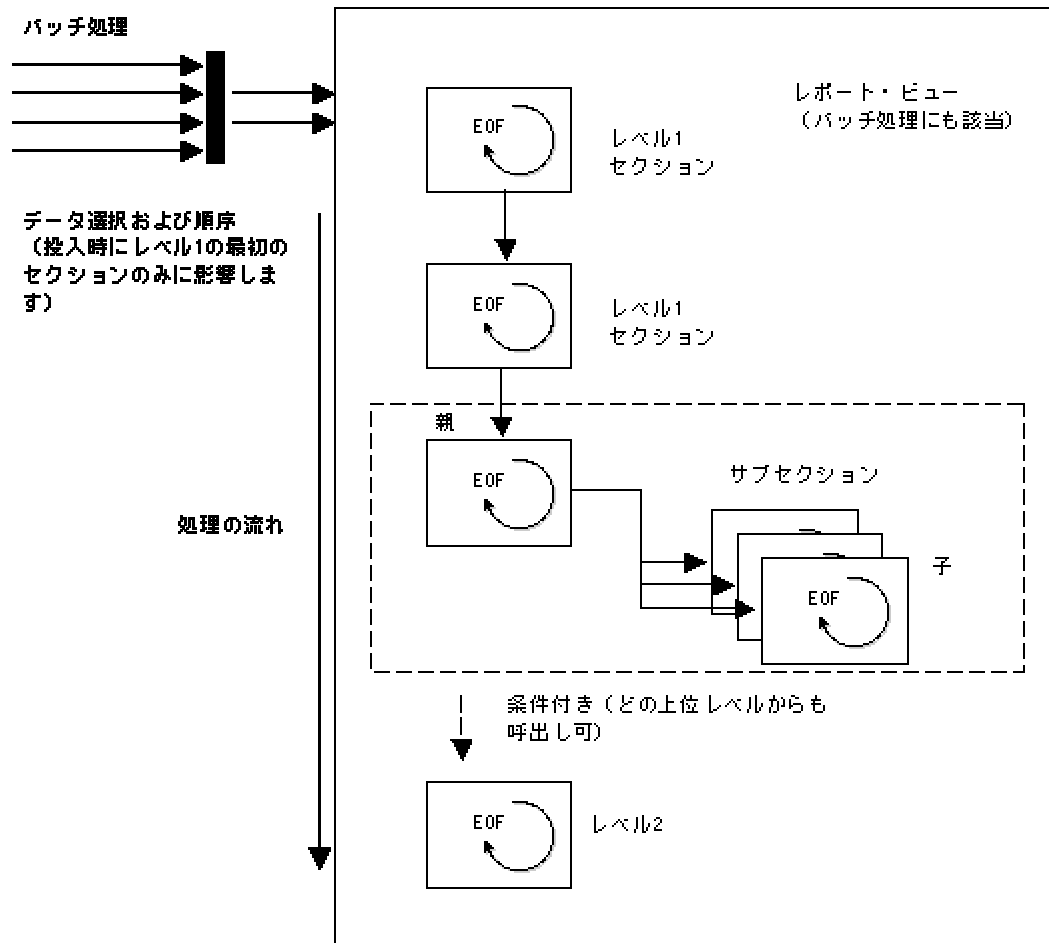 バッチ処理
レポート・ビュー
（バッチ処理にも該当）
EOF
レベル1
セクション
データ選択および順序
（投入時にレベル1の最初の
セクションのみに影響しま
す）
EOF
レベル1
セクション
親
EOF
サブセクション
処理の流れ
子
EOF
条件付き（どの上位レベルからも
呼出し可）
EOF
レベル2